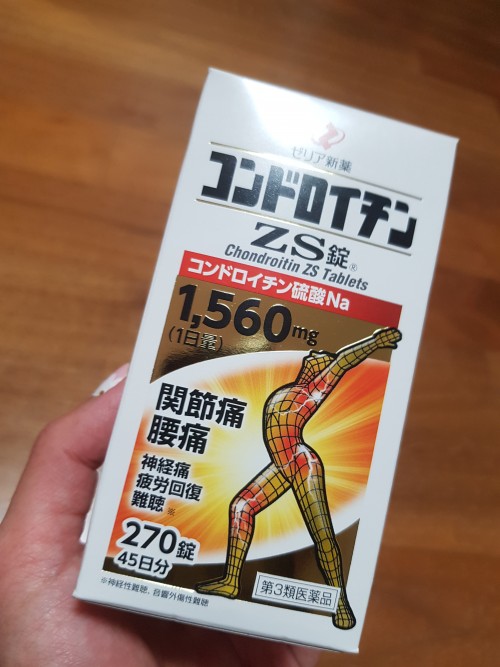 ゼリア新薬
コンドロイチン
ZS錠®
Chondroitin ZS Tablets
コンドロイチン硫酸Na
1,560mg
(1日量)
関節痛
腰痛
神経痛
疲労回復
難聴※
270錠
45日分
※神経性難聴、音響外傷性難聴
第3類医薬品